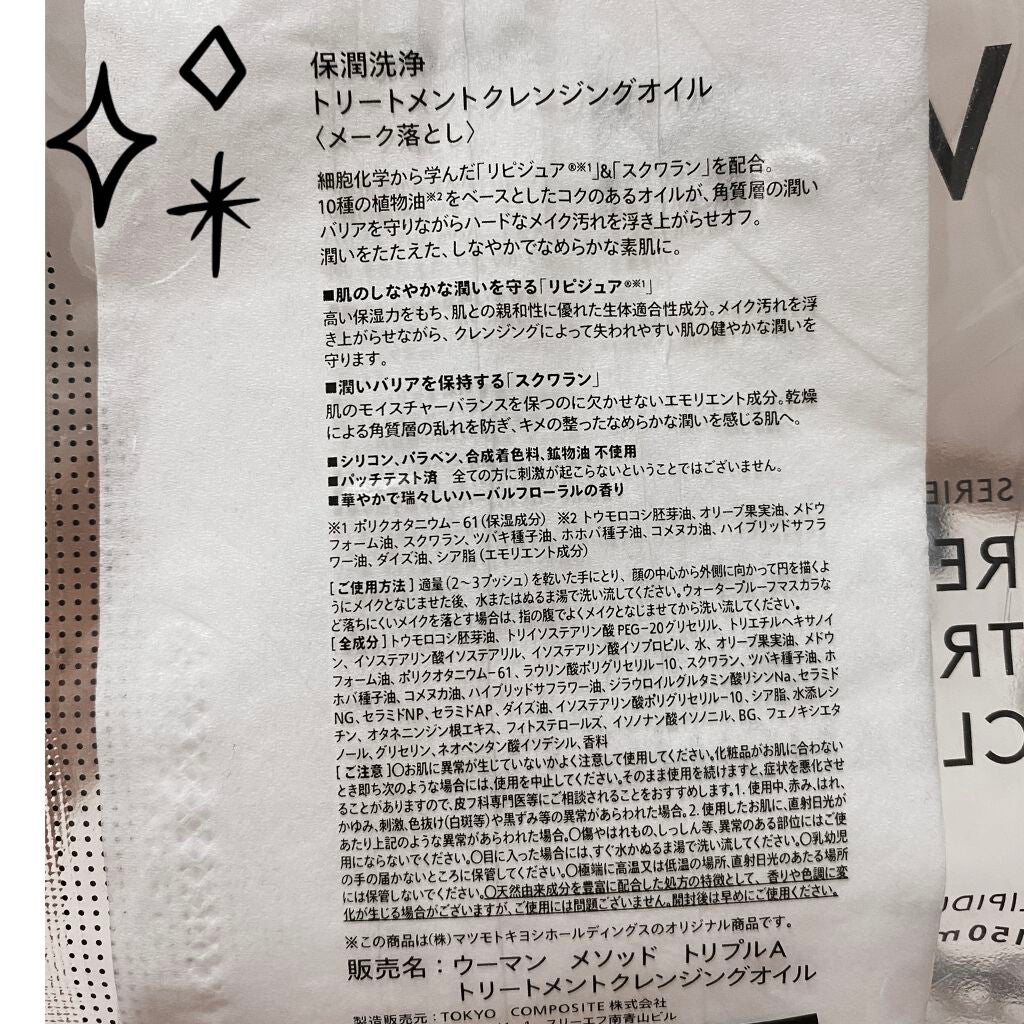 保潤洗浄
トリートメントクレンジングオイル
〈メーク落とし〉
細胞化学から学んだ「リピジュア®※1」&「スクワラン」を配合。
10種の植物油※2をベースとしたコクのあるオイルが、角質層の潤い
バリアを守りながらハードなメイク汚れを浮き上がらせオフ。
潤いをたたえた、しなやかでなめらかな素肌に。
■肌のしなやかな潤いを守る「リピジュア®※1」
高い保湿力をもち、肌との親和性に優れた生体適合性成分。メイク汚れを浮
き上がらせながら、クレンジングによって失われやすい肌の健やかな潤いを
守ります。
■潤いバリアを保持する「スクワラン」
肌のモイスチャーバランスを保つのに欠かせないエモリエント成分。乾燥
による角質層の乱れを防ぎ、キメの整ったなめらかな潤いを感じる肌へ。
■シリコン、パラベン、合成着色料、鉱物油 不使用
■パッチテスト済 全ての方に刺激が起こらないということではございません。
■華やかで瑞々しいハーバルフローラルの香り
※1 ポリクオタニウム-61(保湿成分) ※2 トウモロコシ胚芽油、オリーブ果実油、メドウ
フォーム油、スクワラン、ツバキ種子油、ホホバ種子油、コメヌカ油、ハイブリッドサフラ
ワー油、ダイズ油、シア脂(エモリエント成分)
[ご使用方法] 適量(2〜3プッシュ)を乾いた手にとり、顔の中心から外側に向かって円を描くよ
うにメイクとなじませた後、水またはぬるま湯で洗い流してください。ウォータープルーフマスカラな
ど落ちにくいメイクを落とす場合は、指の腹でよくメイクとなじませてから洗い流してください。
[全成分]トウモロコシ胚芽油、トリイソステアリン酸PEG-20グリセリル、トリエチルヘキサノイ
ン、イソステアリン酸イソステアリル、イソステアリン酸イソプロピル、水、オリーブ果実油、メドウ
フォーム油、ポリクオタニウム-61、ラウリン酸ポリグリセリル-10、スクワラン、ツバキ種子油、ホ
ホバ種子油、コメヌカ油、ハイブリッドサフラワー油、ジラウロイルグルタミン酸リシンNa、セラミド
NG、セラミドNP、セラミドAP、ダイズ油、イソステアリン酸ポリグリセリル-10、シア脂、水添レシ
チン、オタネニンジン根エキス、フィトステロールズ、イソノナン酸イソノニル、BG、フェノキシエタ
ノール、グリセリン、ネオペンタン酸イソデシル、香料
[ご注意]〇お肌に異常が生じていないかよく注意して使用してください。化粧品がお肌に合わない
とき即ち次のような場合には、使用を中止してください。そのまま使用を続けますと、症状を悪化させ
ることがありますので、皮フ科専門医等にご相談されることをおすすめします。1. 使用中、赤み、はれ、
かゆみ、刺激、色抜け(白斑等)や黒ずみ等の異常があらわれた場合。2. 使用したお肌に、直射日光が
あたり上記のような異常があらわれた場合。〇傷やはれもの、しっしん等、異常のある部位にはご使
用にならないでください。〇目に入った場合には、すぐ水かぬるま湯で洗い流してください。〇乳幼児
の手の届かないところに保管してください。〇極端に高温又は低温の場所、直射日光のあたる場所
には保管しないでください。〇天然由来成分を豊富に配合した処方の特徴として、香りや色調に変
化が生じる場合がございますが、ご使用には問題ございません。開封後は早めにご使用ください。
※この商品は(株)マツモトキヨシホールディングスのオリジナル商品です。
販売名：ウーマン メソッド トリプルA
トリートメントクレンジングオイル
製造販売元：TOKYO COMPOSITE 株式会社
スリーエフ南青山ビル
V
SERIE
RE
TR
CL
LIPIDU
150m